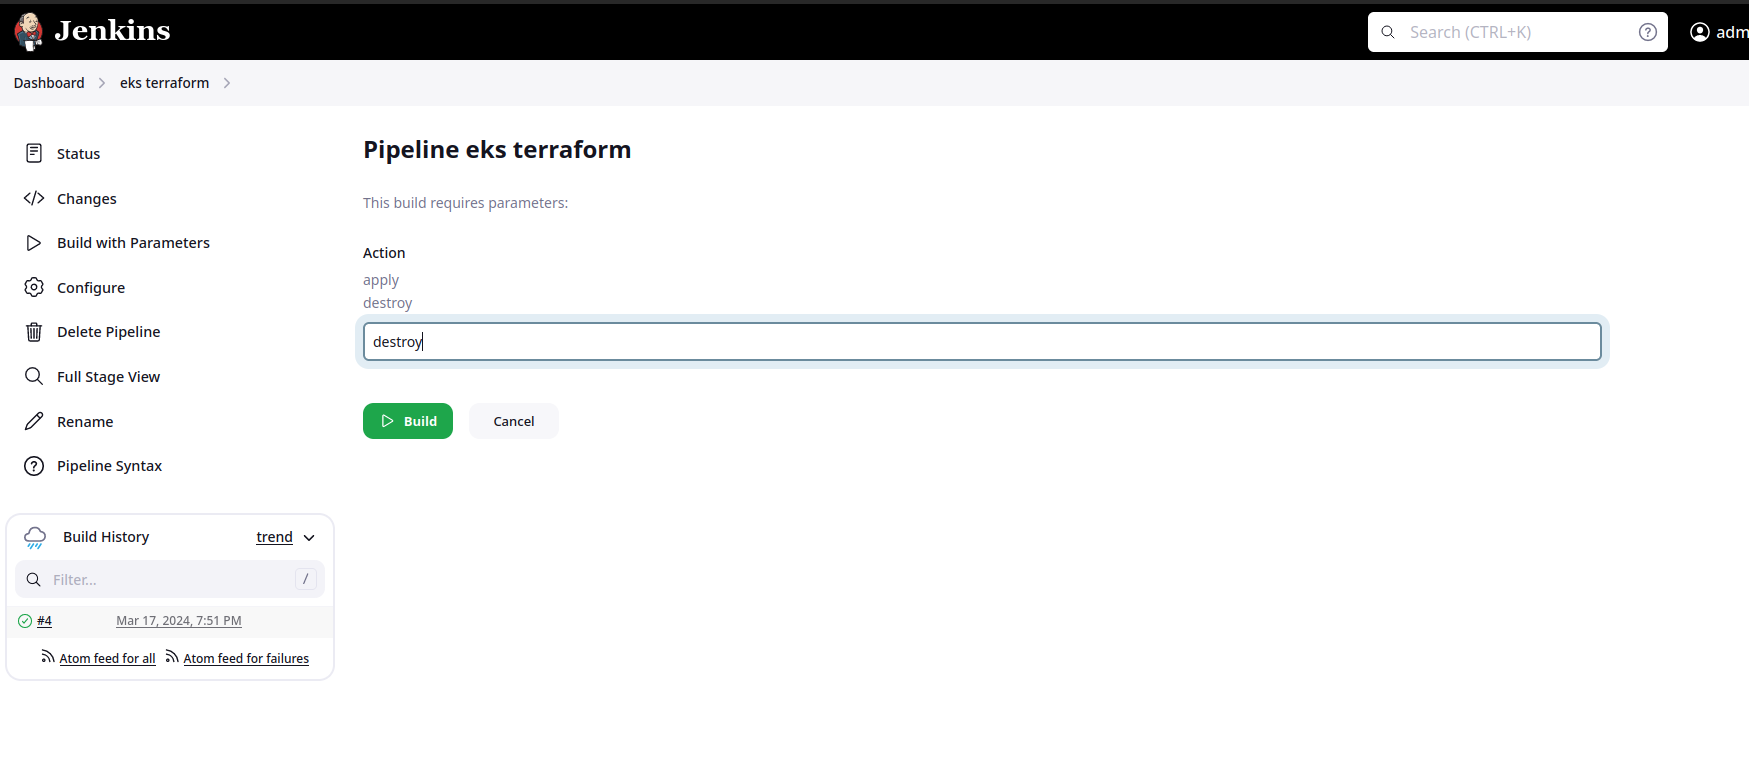 Jenkins
Search (CTRL+K)
adm
Dashboard
eks terraform
Status
Changes
Build with Parameters
Configure
Delete Pipeline
Full Stage View
Rename
Pipeline Syntax
Build History
trend
Filter...
/
#4
Mar 17, 2024, 7:51 PM
Atom feed for all
Atom feed for failures
Pipeline eks terraform
This build requires parameters:
Action
apply
destroy
destroy
Build
Cancel